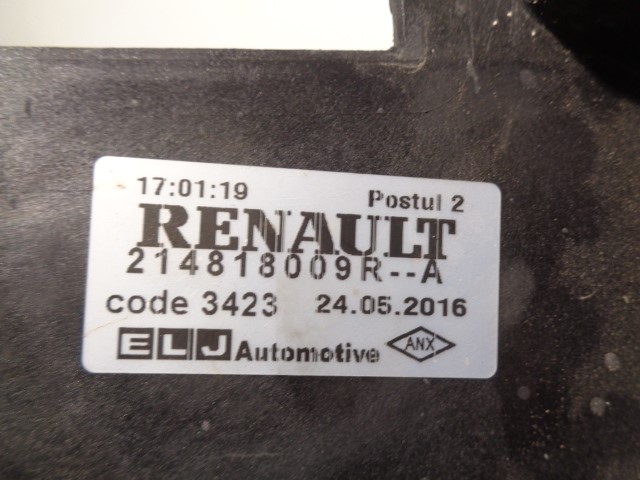 17:01:19 Postul 2
RENAULT
214818009R--A
code 3423 24.05.2016
ELJ Automotive ANX